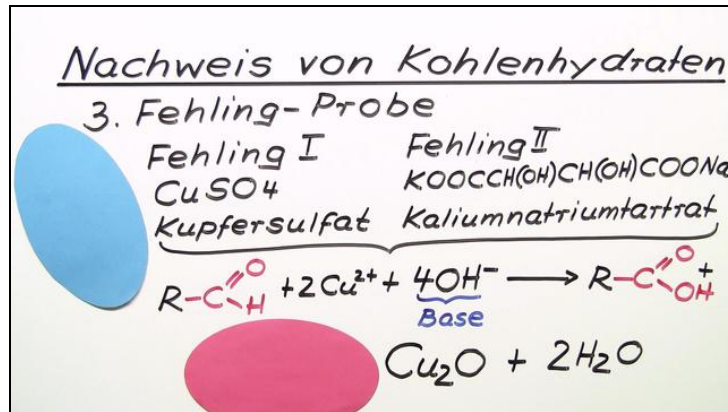 Nachweis von Kohlenhydraten
3. Fehling-Probe
Fehling I Fehling II
CuSO4 KOOCCH(OH)CH(OH)COONa
Kupfersulfat Kaliumnatriumtartrat
R-C=O H + 2Cu²⁺ + 4OH⁻ → R-C=O OH +
Base
Cu₂O + 2H₂O